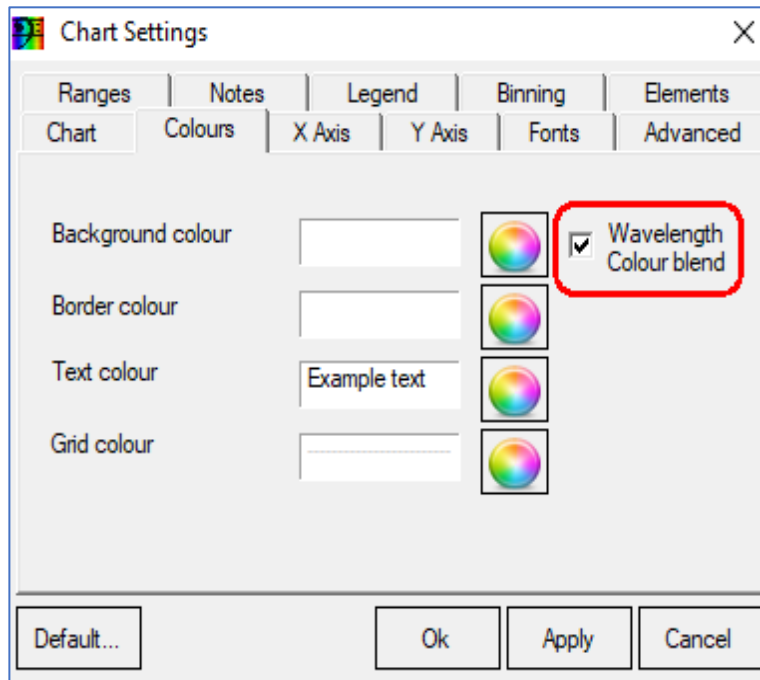 Chart Settings
Ranges Notes Legend Binning Elements
Chart Colours X Axis Y Axis Fonts Advanced
Background colour
Wavelength
Colour blend
Border colour
Text colour Example text
Grid colour
Default... Ok Apply Cancel